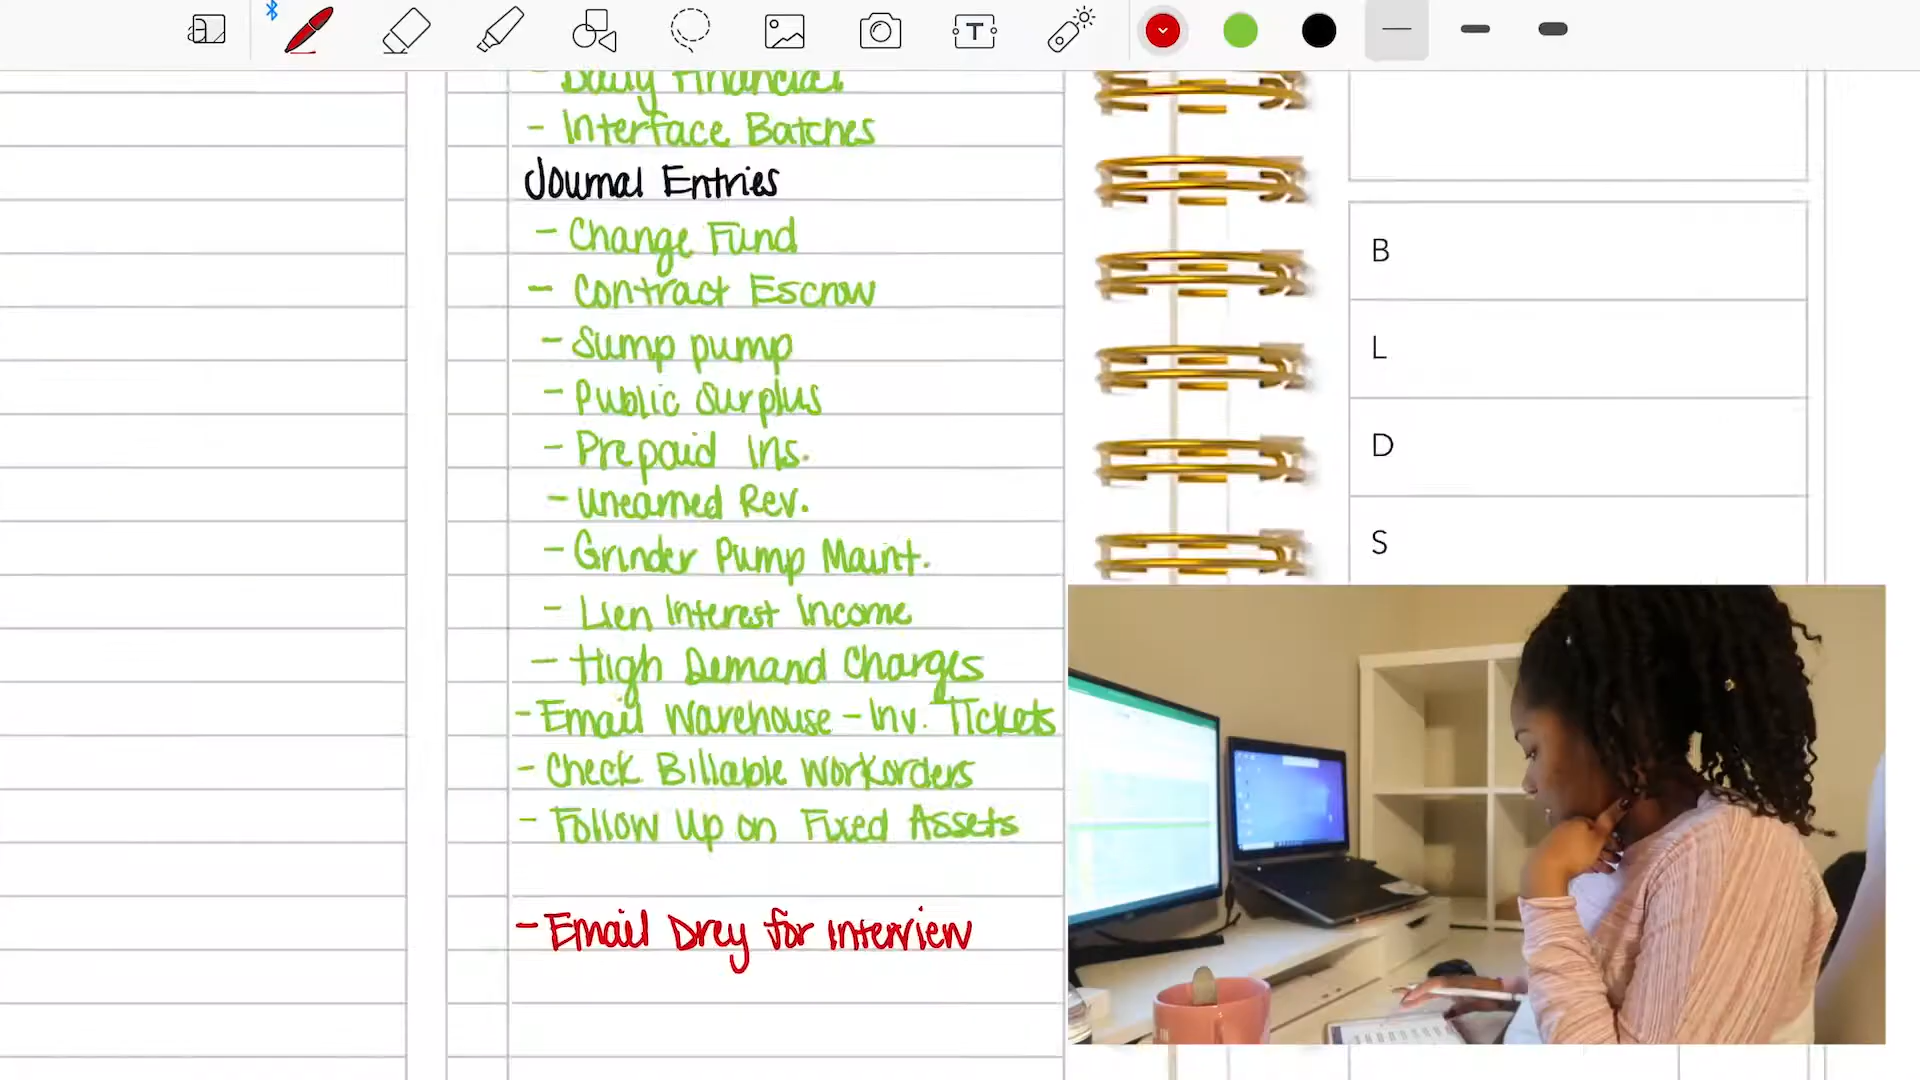 - Daily Financial
- Interface Batches
Journal Entries
- Change Fund
- Contract Escrow
- Sump pump
- Public Surplus
- Prepaid Ins.
- Unearned Rev.
- Grinder Pump Maint.
- Lien Interest Income
- High Demand Charges
- Email Warehouse - Inv. Tickets
- Check Billable Workorders
- Follow Up on Fixed Assets
- Email Drey for Interview
B
L
D
S